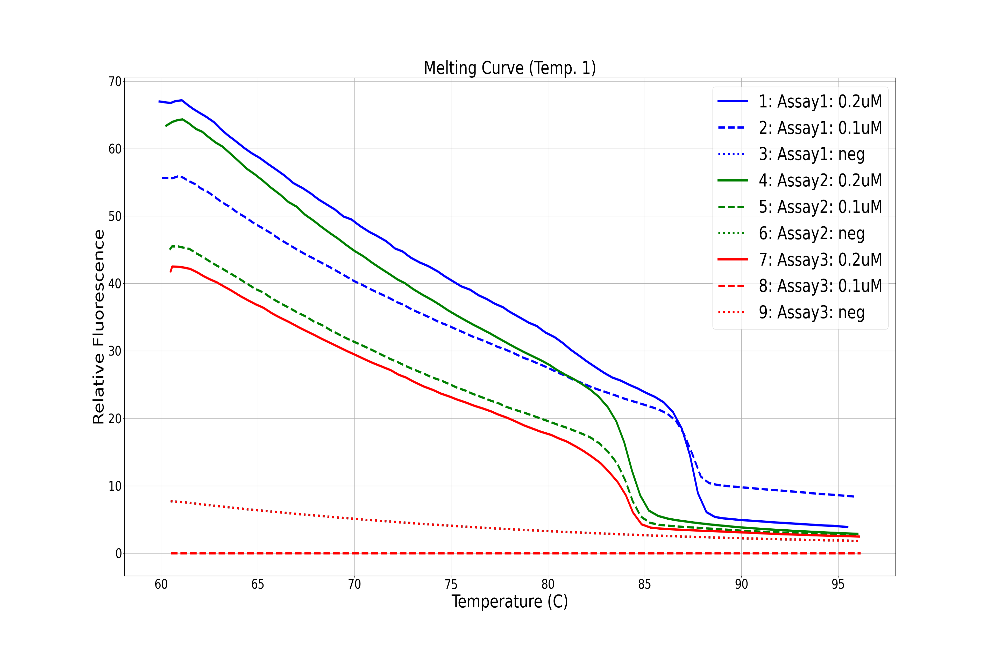 Melting Curve (Temp. 1)
70
60
50
40
30
20
10
0
Relative Fluorescence
1: Assay1: 0.2uM
2: Assay1: 0.1uM
3: Assay1: neg
4: Assay2: 0.2uM
5: Assay2: 0.1uM
6: Assay2: neg
7: Assay3: 0.2uM
8: Assay3: 0.1uM
9: Assay3: neg
60 65 70 75 80 85 90 95
Temperature (C)